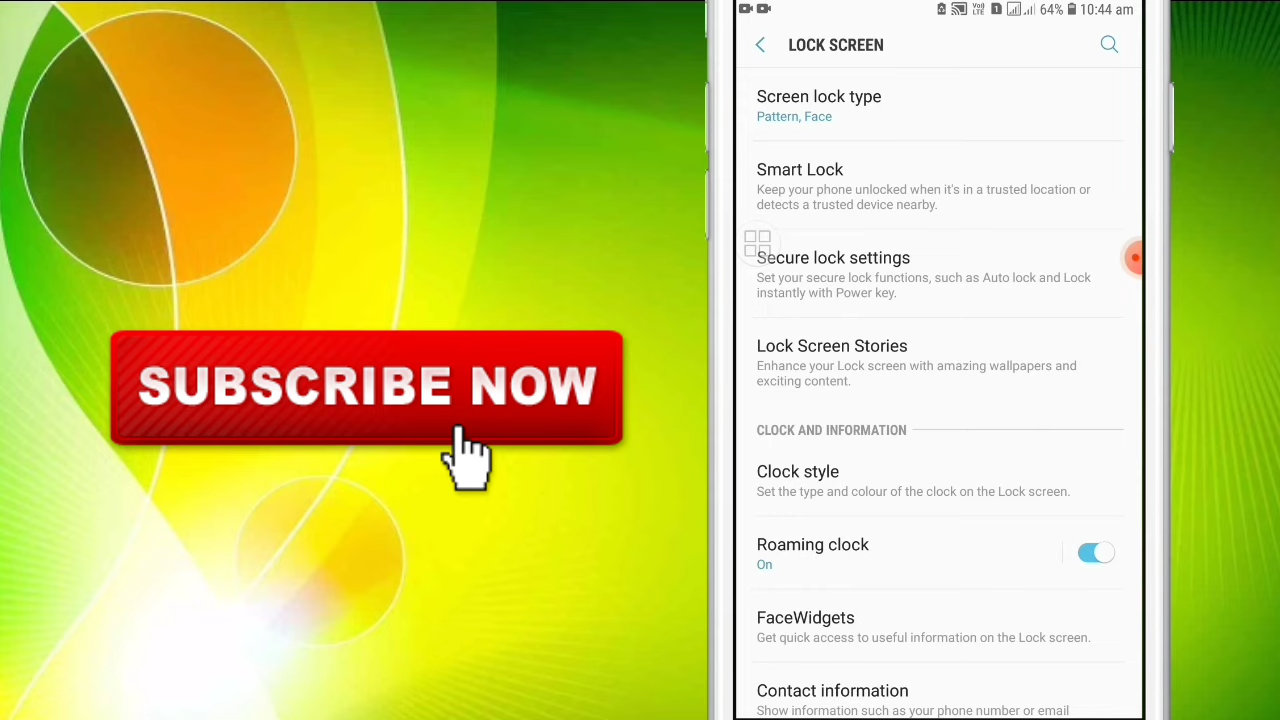 SUBSCRIBE NOW
VoD LTE 1 64% 10:44 am
LOCK SCREEN
Screen lock type
Pattern, Face
Smart Lock
Keep your phone unlocked when it's in a trusted location or
detects a trusted device nearby.
Secure lock settings
Set your secure lock functions, such as Auto lock and Lock
instantly with Power key.
Lock Screen Stories
Enhance your Lock screen with amazing wallpapers and
exciting content.
CLOCK AND INFORMATION
Clock style
Set the type and colour of the clock on the Lock screen.
Roaming clock
On
FaceWidgets
Get quick access to useful information on the Lock screen.
Contact information
Show information such as your phone number or email